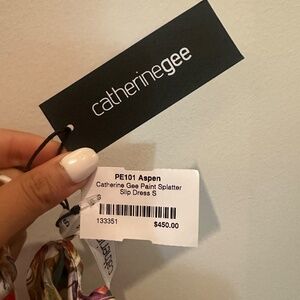 catherinegee
PE101 Aspen
Catherine Gee Paint Splatter
Slip Dress S
S
133351
$450.00